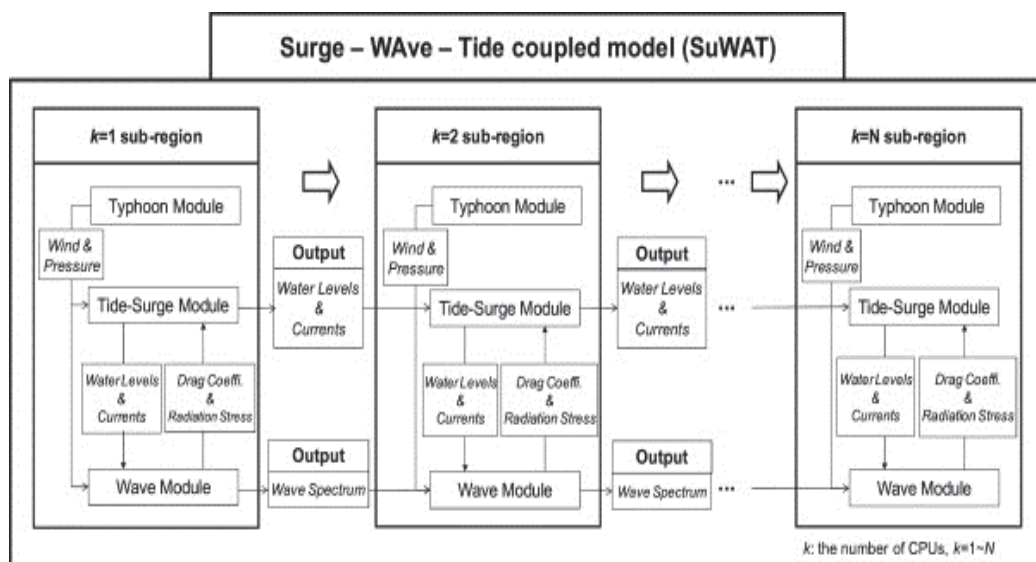 Surge – WAve – Tide coupled model (SuWAT)
k=1 sub-region
Typhoon Module
Wind &
Pressure
Tide-Surge Module
Water Levels
&
Currents
Drag Coeffi.
&
Radiation Stress
Wave Module
Output
Water Levels
&
Currents
Output
Wave Spectrum
k=2 sub-region
Typhoon Module
Wind &
Pressure
Tide-Surge Module
Water Levels
&
Currents
Drag Coeffi.
&
Radiation Stress
Wave Module
Output
Water Levels
&
Currents
Output
Wave Spectrum
...
...
...
k=N sub-region
Typhoon Module
Wind &
Pressure
Tide-Surge Module
Water Levels
&
Currents
Drag Coeffi.
&
Radiation Stress
Wave Module
k: the number of CPUs, k=1~N